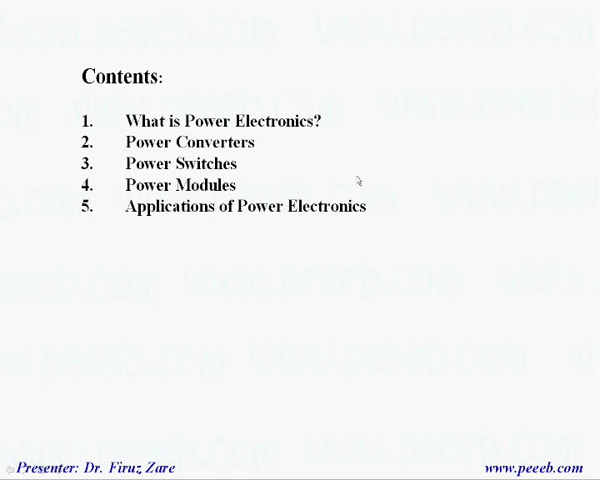 Contents:
1. What is Power Electronics?
2. Power Converters
3. Power Switches
4. Power Modules
5. Applications of Power Electronics
Presenter: Dr. Firuz Zare www.peeeb.com